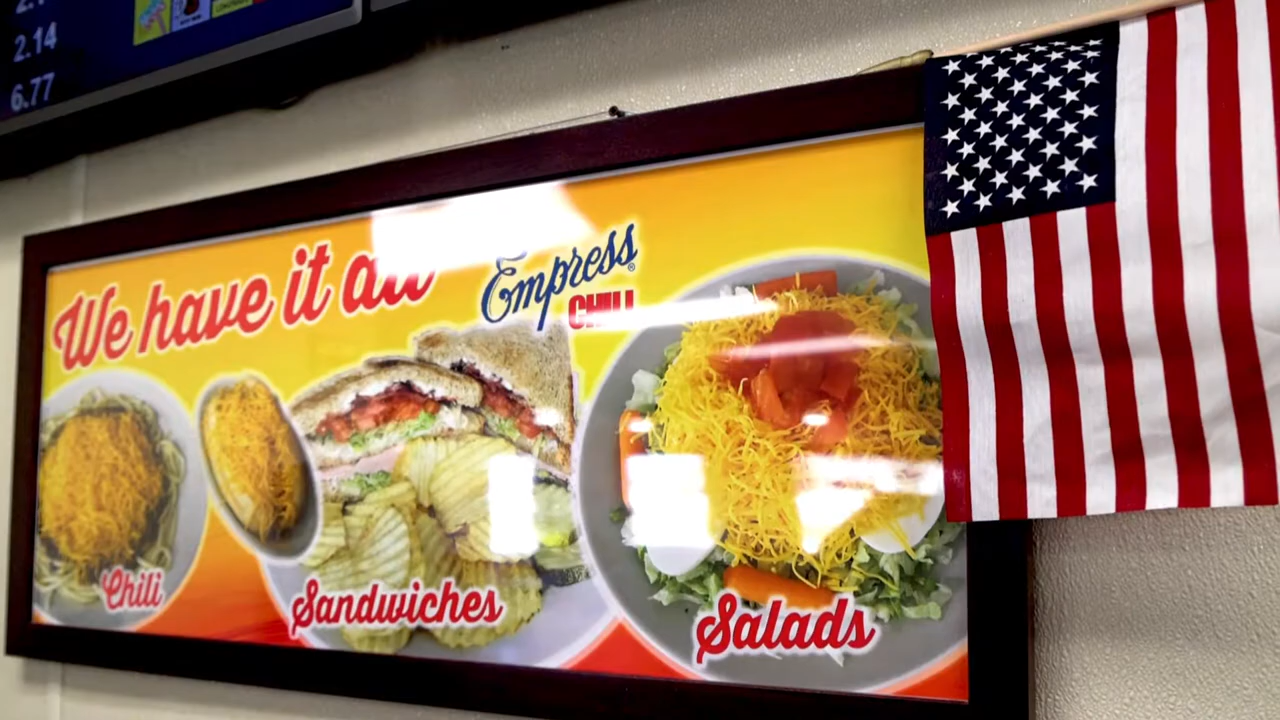 2.14
6.77
We have it all
Empress®
CHILI
Chili
Sandwiches
Salads